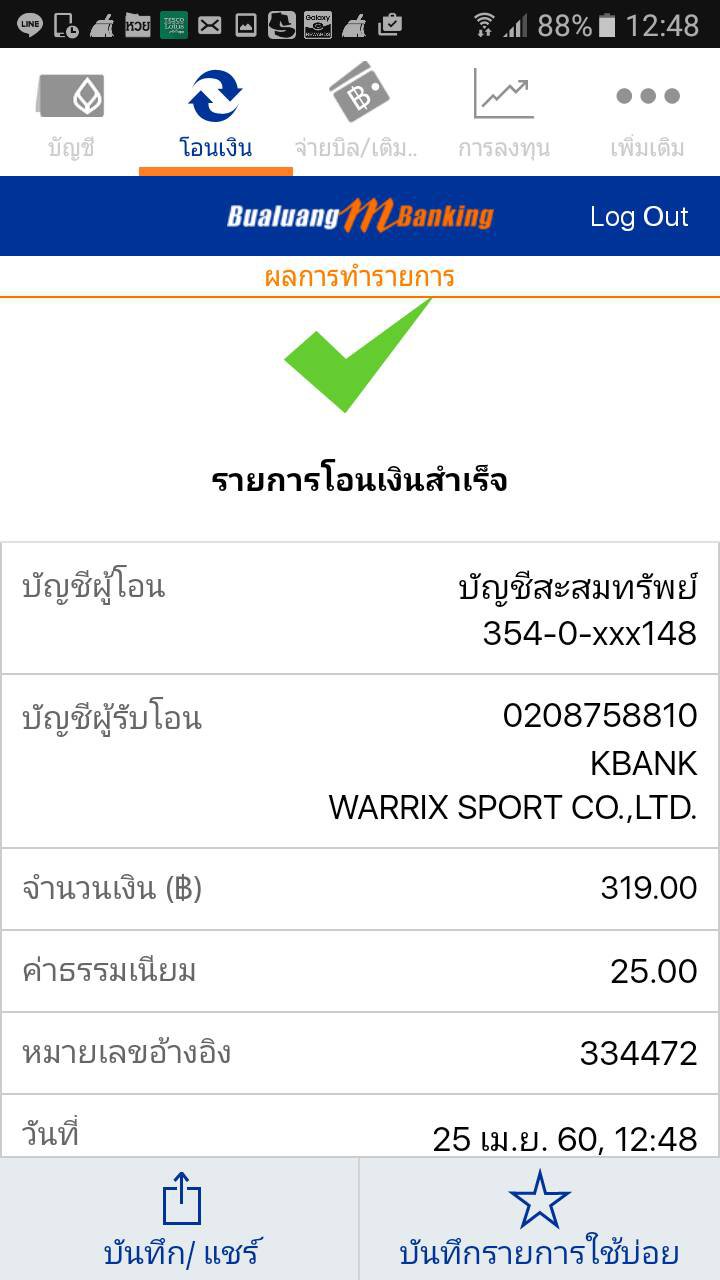 LINE หวย TESCO Lotus Galaxy REWARDS 88% 12:48
บัญชี โอนเงิน จ่ายบิล/เติม.. การลงทุน เพิ่มเติม
Bualuang mBanking Log Out
ผลการทำรายการ
รายการโอนเงินสำเร็จ
บัญชีผู้โอน บัญชีสะสมทรัพย์
354-0-xxx148
บัญชีผู้รับโอน 0208758810
KBANK
WARRIX SPORT CO.,LTD.
จำนวนเงิน (฿) 319.00
ค่าธรรมเนียม 25.00
หมายเลขอ้างอิง 334472
วันที่ 25 เม.ย. 60, 12:48
บันทึก/ แชร์ บันทึกรายการใช้บ่อย